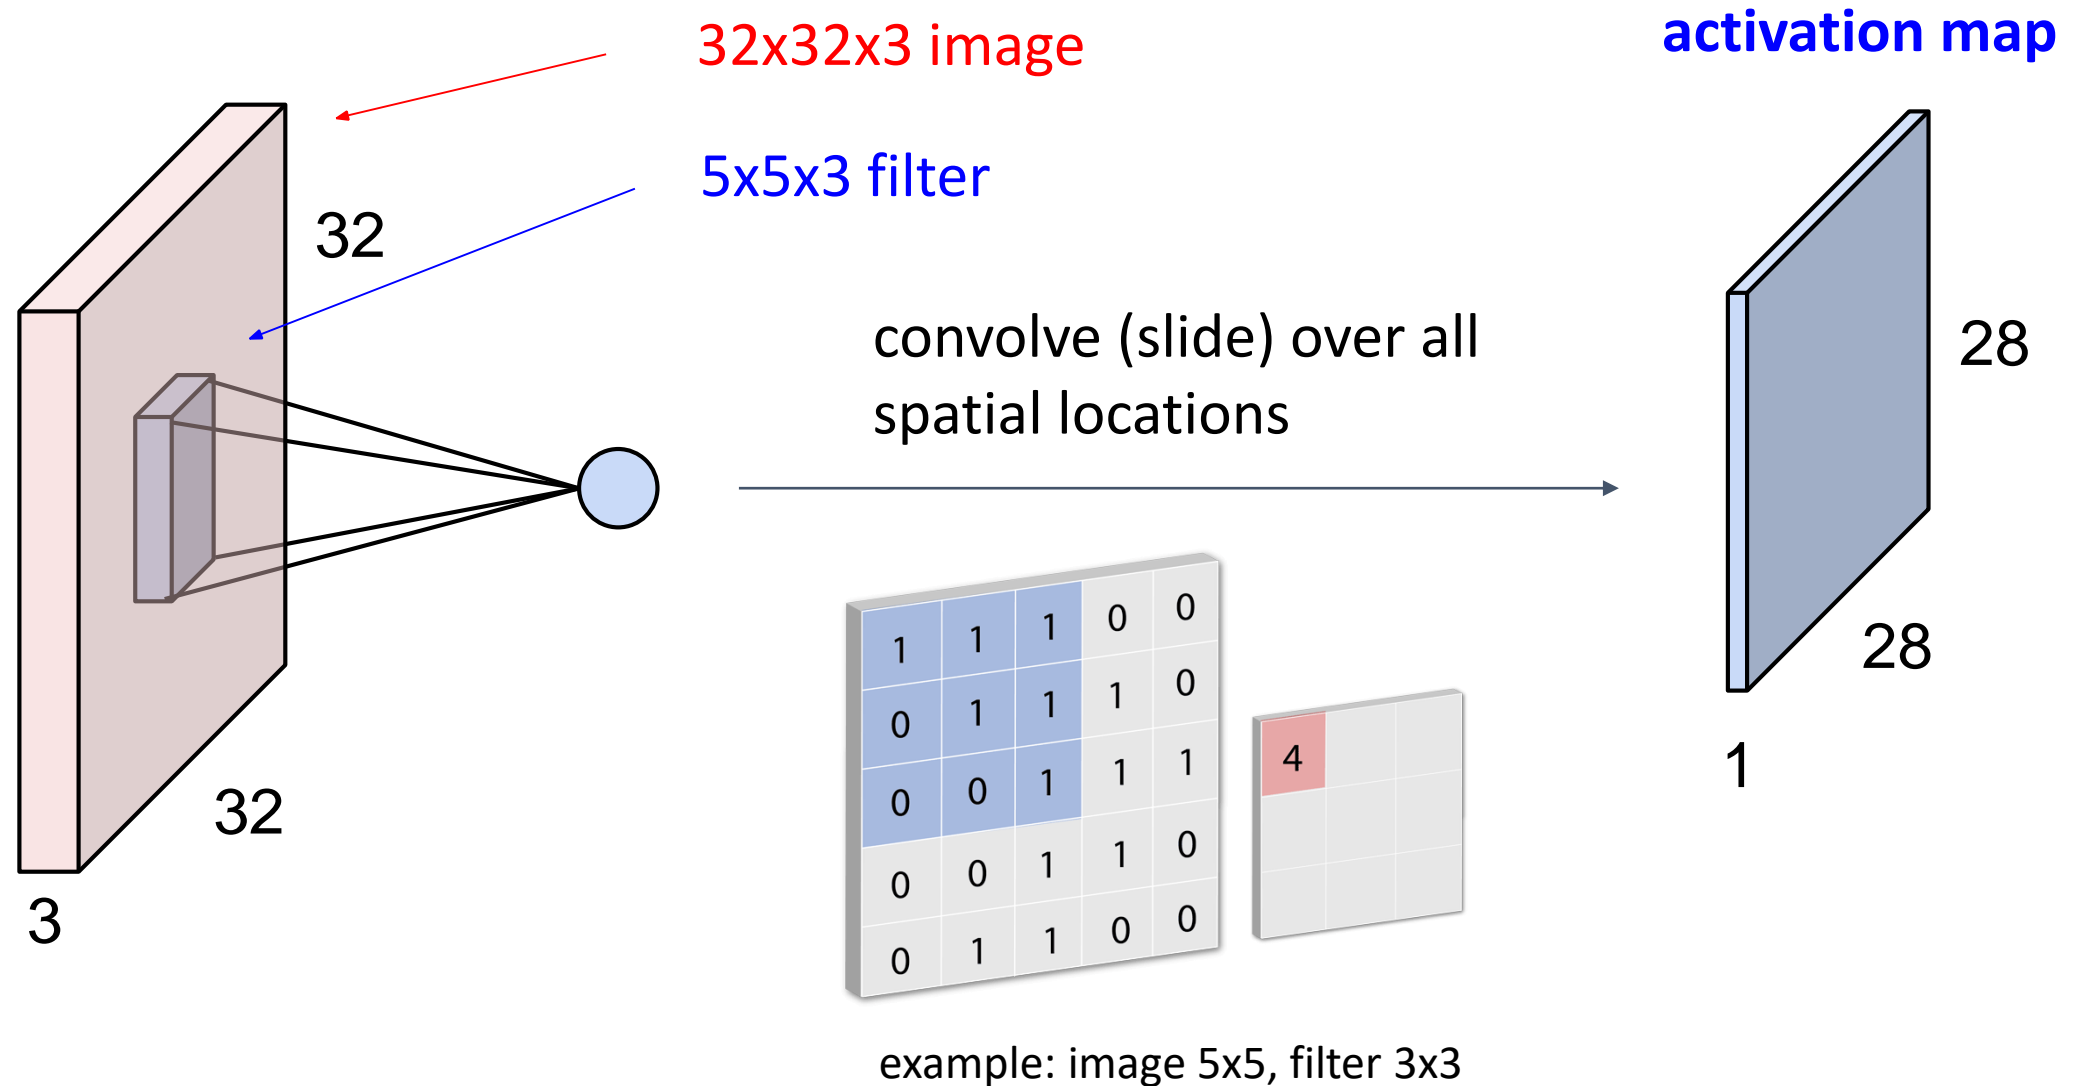 32x32x3 image
activation map
5x5x3 filter
32
convolve (slide) over all
spatial locations
28
28
32
3
1
1 1 1 0 0
0 1 1 1 0
0 0 1 1 1
0 0 1 1 0
0 1 1 0 0
4
example: image 5x5, filter 3x3